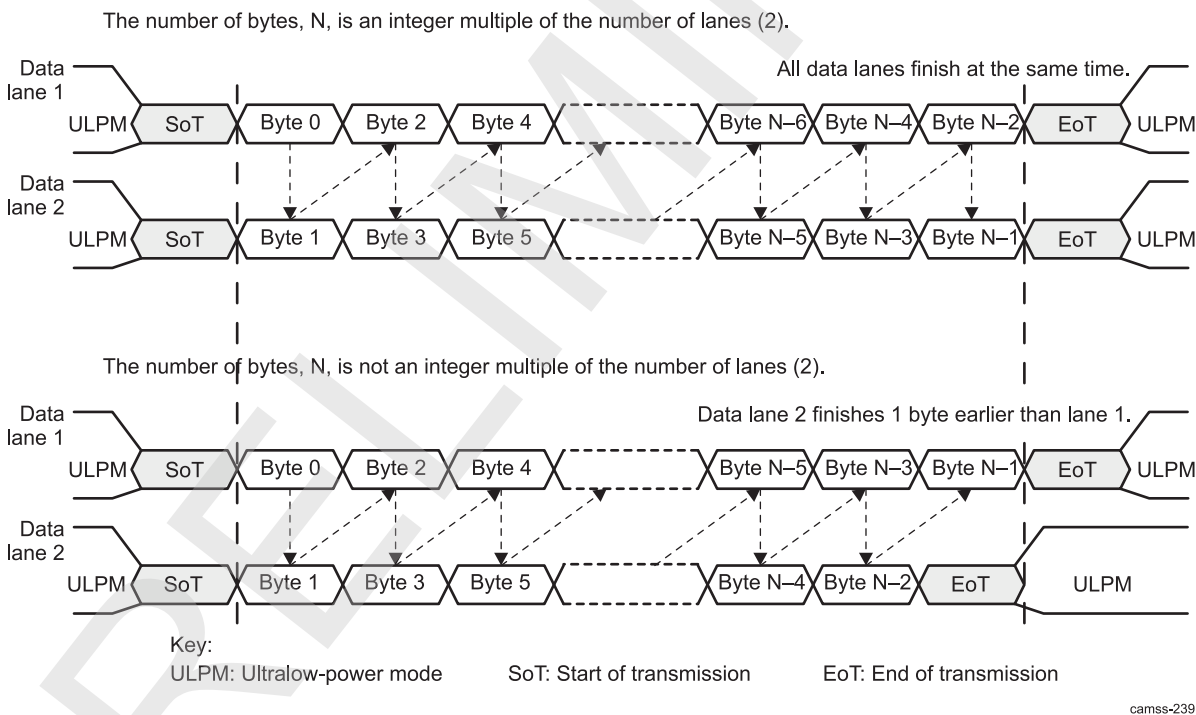 The number of bytes, N, is an integer multiple of the number of lanes (2).
All data lanes finish at the same time.
Data
lane 1
ULPM SoT Byte 0 Byte 2 Byte 4 Byte N–6 Byte N–4 Byte N–2 EoT ULPM
Data
lane 2
ULPM SoT Byte 1 Byte 3 Byte 5 Byte N–5 Byte N–3 Byte N–1 EoT ULPM
The number of bytes, N, is not an integer multiple of the number of lanes (2).
Data lane 2 finishes 1 byte earlier than lane 1.
Data
lane 1
ULPM SoT Byte 0 Byte 2 Byte 4 Byte N–5 Byte N–3 Byte N–1 EoT ULPM
Data
lane 2
ULPM SoT Byte 1 Byte 3 Byte 5 Byte N–4 Byte N–2 EoT ULPM
Key:
ULPM: Ultralow-power mode SoT: Start of transmission EoT: End of transmission
camss-239
RELIMI